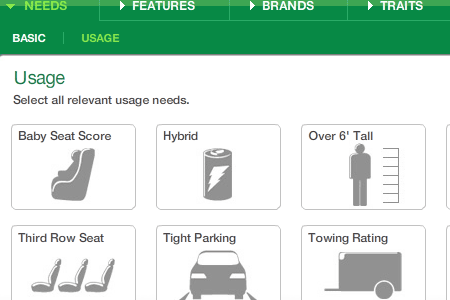 NEEDS FEATURES BRANDS TRAITS
BASIC USAGE
Usage
Select all relevant usage needs.
Baby Seat Score Hybrid Over 6' Tall
Third Row Seat Tight Parking Towing Rating